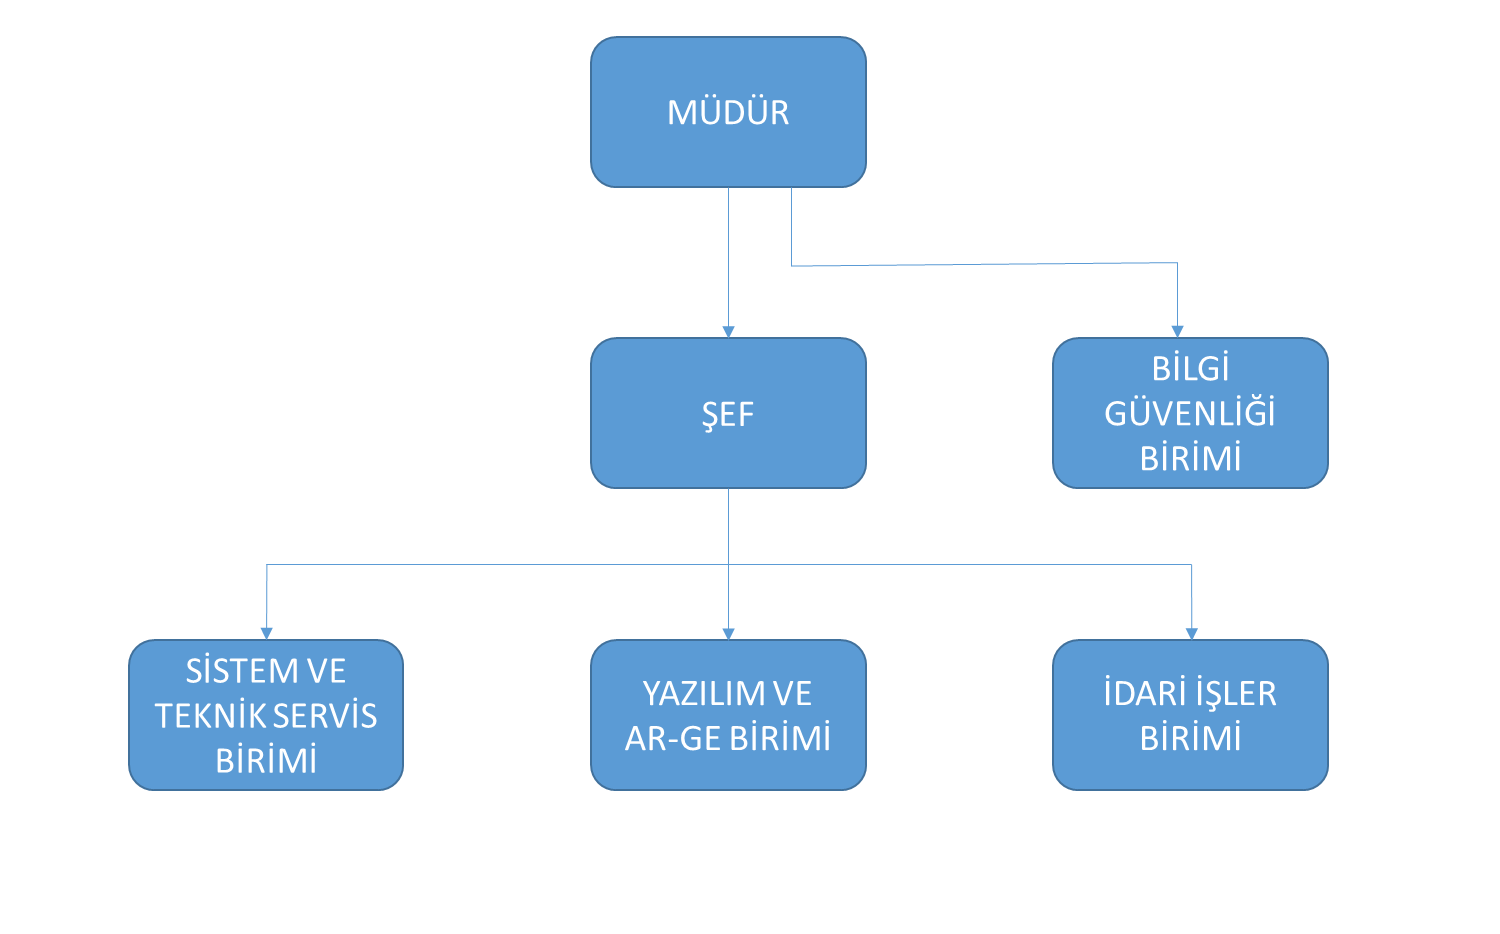 MÜDÜR
ŞEF
BİLGİ
GÜVENLİĞİ
BİRİMİ
SİSTEM VE
TEKNİK SERVİS
BİRİMİ
YAZILIM VE
AR-GE BİRİMİ
İDARİ İŞLER
BİRİMİ